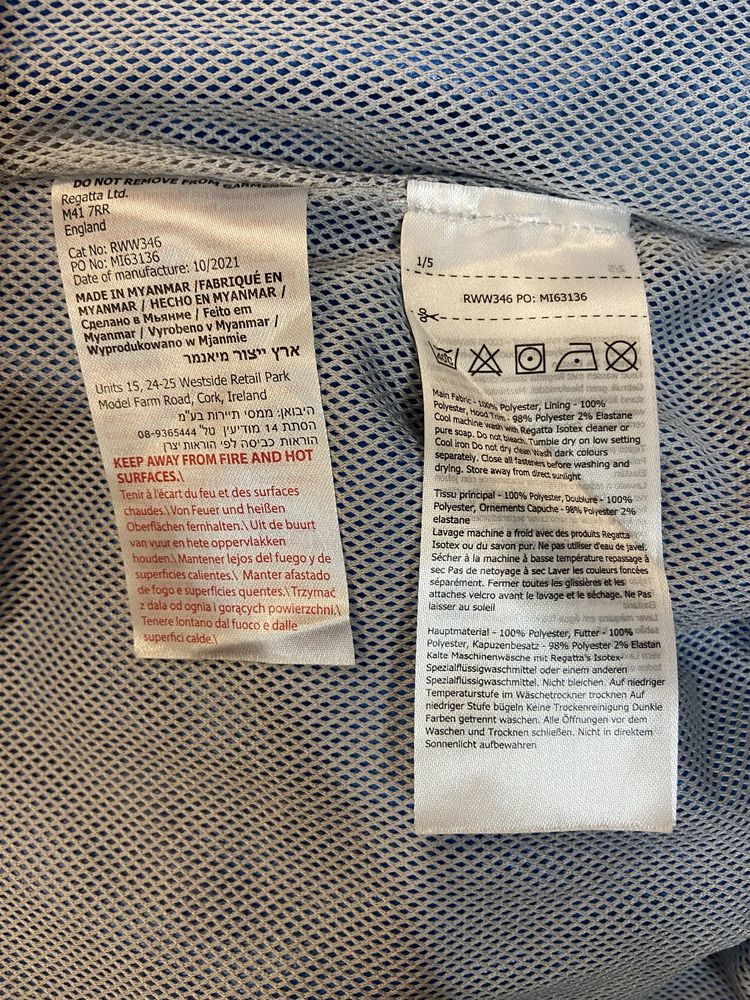 DO NOT REMOVE FROM
Regatta Ltd.
M41 7RR
England
Cat No: RWW346
PO No: MI63136
Date of manufacture: 10/2021
MADE IN MYANMAR /FABRIQUÉ EN
MYANMAR / HECHO EN MYANMAR /
Сделано в Мьянме / Feito em
Myanmar / Vyrobeno v Myanmar /
Wyprodukowano w Mjanmie
ארץ ייצור מיאנמר
Units 15, 24-25 Westside Retail Park
Model Farm Road, Cork, Ireland
היבואן: ממסי תיירות בע"מ
הסתת 14 מודיעין טל' 08-9365444
הוראות כביסה לפי הוראות יצרן
KEEP AWAY FROM FIRE AND HOT
SURFACES.\
Tenir à l'écart du feu et des surfaces
chaudes.\ Von Feuer und heißen
Oberflächen fernhalten.\ Uit de buurt
van vuur en hete oppervlakken
houden.\ Mantener lejos del fuego y de
superficies calientes.\ Manter afastado
de fogo e superficies quentes.\ Trzymać
z dala od ognia i gorących powierzchni.\
Tenere lontano dal fuoco e dalle
superfici calde.\
1/5
RWW346 PO: MI63136
Main Fabric - 100% Polyester, Lining - 100%
Polyester, Hood Trim - 98% Polyester 2% Elastane
Cool machine wash with Regatta Isotex cleaner or
pure soap. Do not bleach. Tumble dry on low setting
Cool iron Do not dry clean Wash dark colours
separately. Close all fasteners before washing and
drying. Store away from direct sunlight
Tissu principal - 100% Polyester, Doublure - 100%
Polyester, Ornements Capuche - 98% Polyester 2%
elastane
Lavage machine a froid avec des produits Regatta
Isotex ou du savon pur. Ne pas utiliser d'eau de javel.
Sécher à la machine à basse température repassage à
sec Pas de netoyage à sec Laver les couleurs foncées
séparément. Fermer toutes les glissières et les
attaches velcro avant le lavage et le séchage. Ne Pas
laisser au soleil
Hauptmaterial - 100% Polyester, Futter - 100%
Polyester, Kapuzenbesatz - 98% Polyester 2% Elastan
Kalte Maschinenwäsche mit Regatta's Isotex-
Spezialflüssigwaschmittel oder einem anderen
Spezialflüssigwaschmittel. Nicht bleichen. Auf niedriger
Temperaturstufe im Wäschetrockner trocknen Auf
niedriger Stufe bügeln Keine Trockenreinigung Dunkle
Farben getrennt waschen. Alle Öffnungen vor dem
Waschen und Trocknen schließen. Nicht in direktem
Sonnenlicht aufbewahren